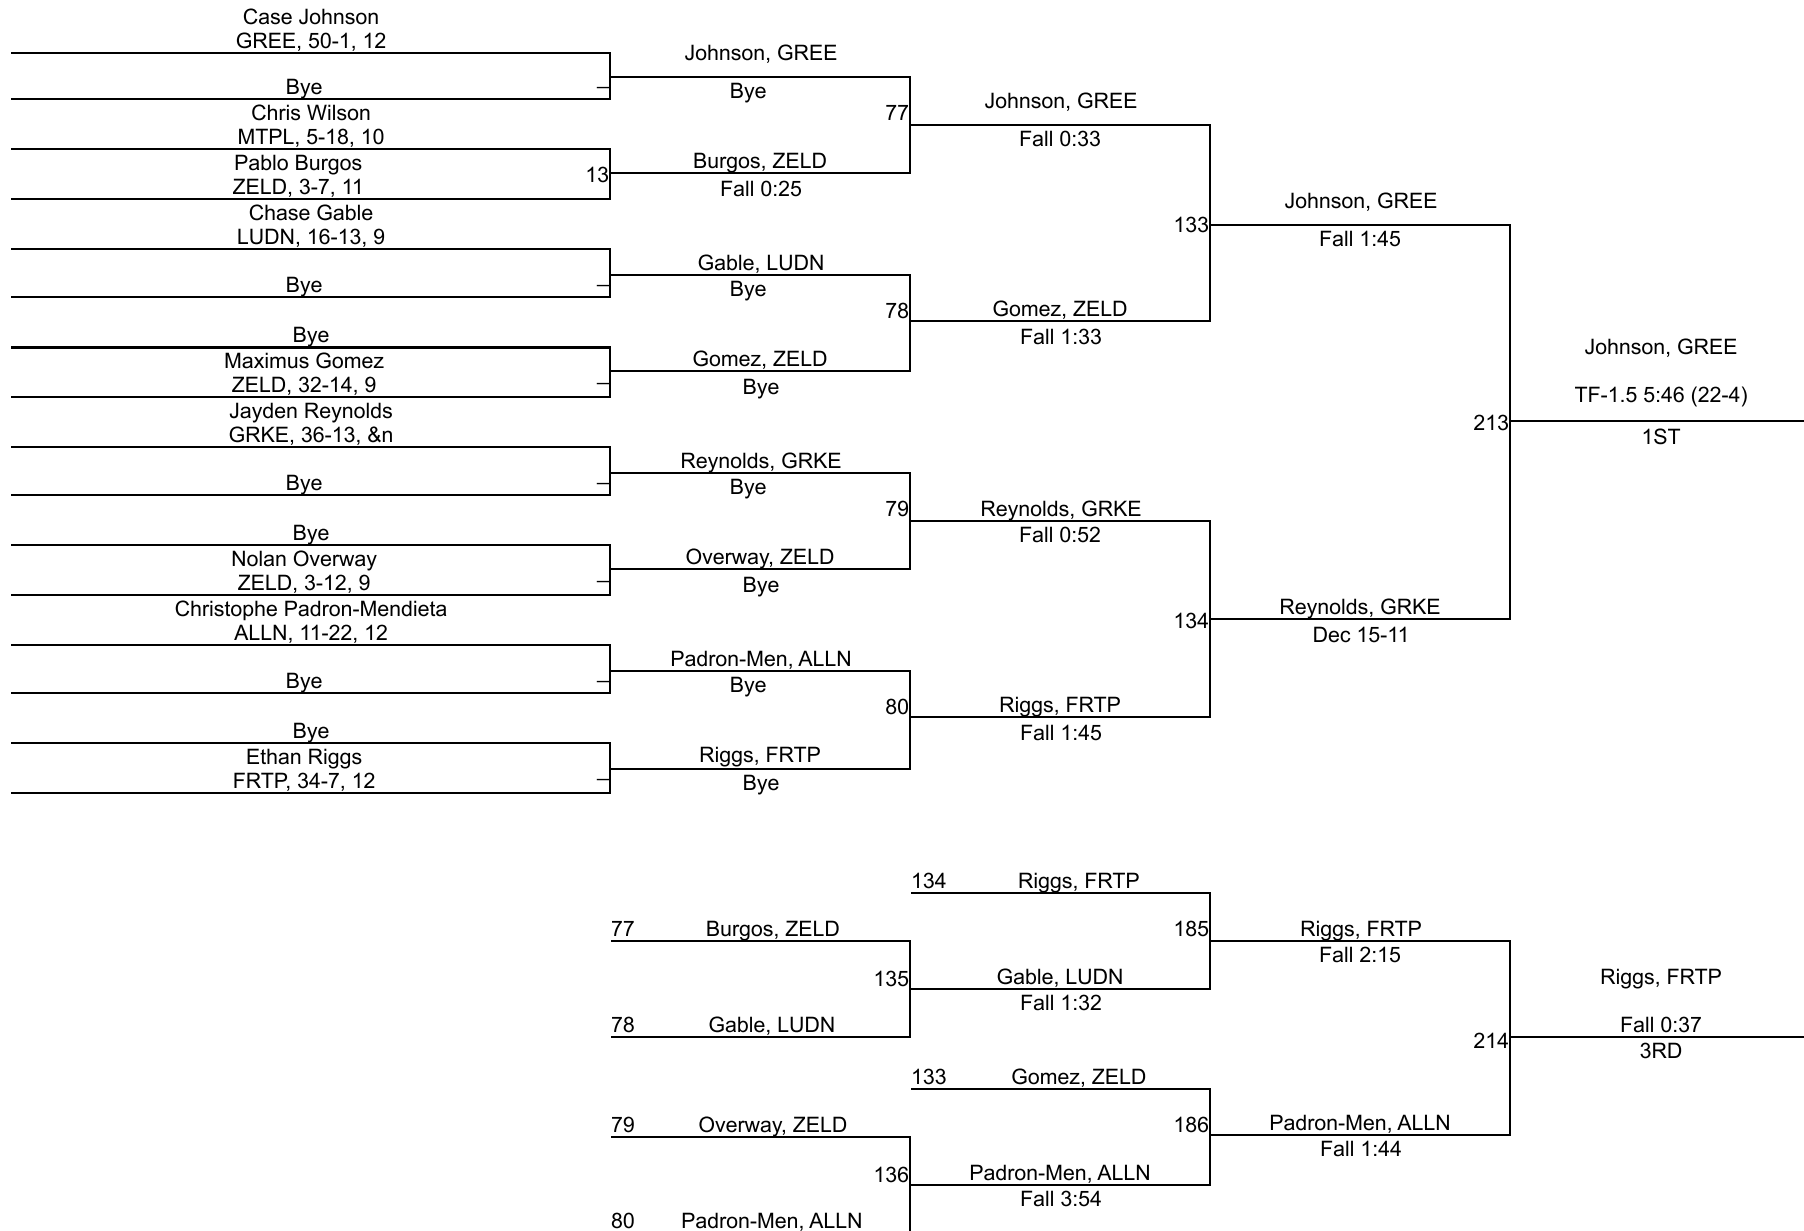 Case Johnson
GREE, 50-1, 12
Bye
Chris Wilson
MTPL, 5-18, 10
Pablo Burgos
ZELD, 3-7, 11
Chase Gable
LUDN, 16-13, 9
Bye
Bye
Maximus Gomez
ZELD, 32-14, 9
Jayden Reynolds
GRKE, 36-13, &n
Bye
Bye
Nolan Overway
ZELD, 3-12, 9
Christophe Padron-Mendieta
ALLN, 11-22, 12
Bye
Bye
Ethan Riggs
FRTP, 34-7, 12
13
Johnson, GREE
Bye
Burgos, ZELD
Fall 0:25
Gable, LUDN
Bye
Gomez, ZELD
Bye
Reynolds, GRKE
Bye
Overway, ZELD
Bye
Padron-Men, ALLN
Bye
Riggs, FRTP
Bye
77
78
79
80
Johnson, GREE
Fall 0:33
Gomez, ZELD
Fall 1:33
Reynolds, GRKE
Fall 0:52
Riggs, FRTP
Fall 1:45
133
134
Johnson, GREE
Fall 1:45
Reynolds, GRKE
Dec 15-11
213
Johnson, GREE
TF-1.5 5:46 (22-4)
1ST
77 Burgos, ZELD
78 Gable, LUDN
79 Overway, ZELD
80 Padron-Men, ALLN
135
136
134 Riggs, FRTP
Gable, LUDN
Fall 1:32
133 Gomez, ZELD
Padron-Men, ALLN
Fall 3:54
185
186
Riggs, FRTP
Fall 2:15
Padron-Men, ALLN
Fall 1:44
214
Riggs, FRTP
Fall 0:37
3RD